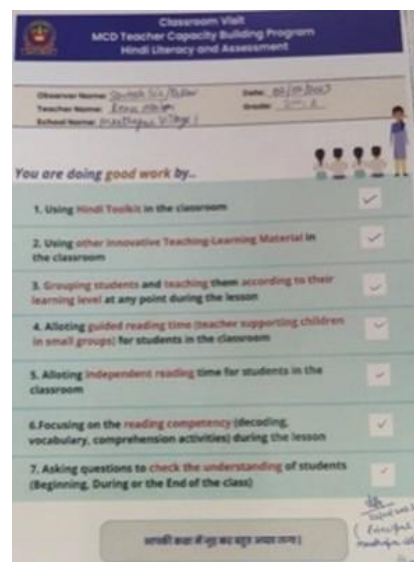 Classroom Visit
MCD Teacher Capacity Building Program
Hindi Literacy and Assessment
Observer Name:
Date:
Teacher Name:
Grade:
School Name: Village
You are doing good work by...
1. Using Hindi Toolkit in the classroom
2. Using other innovative Teaching-Learning Material in
the classroom
3. Grouping students and teaching them according to their
learning level at any point during the lesson
4. Alloting guided reading time (teacher supporting children
in small groups) for students in the classroom
5. Alloting independent reading time for students in the
classroom
6.Focusing on the reading competency (decoding,
vocabulary, comprehension activities) during the lesson
7. Asking questions to check the understanding of students
(Beginning, During or the End of the class)
आपकी कक्षा में जुड़ कर बहुत अच्छा लगा |